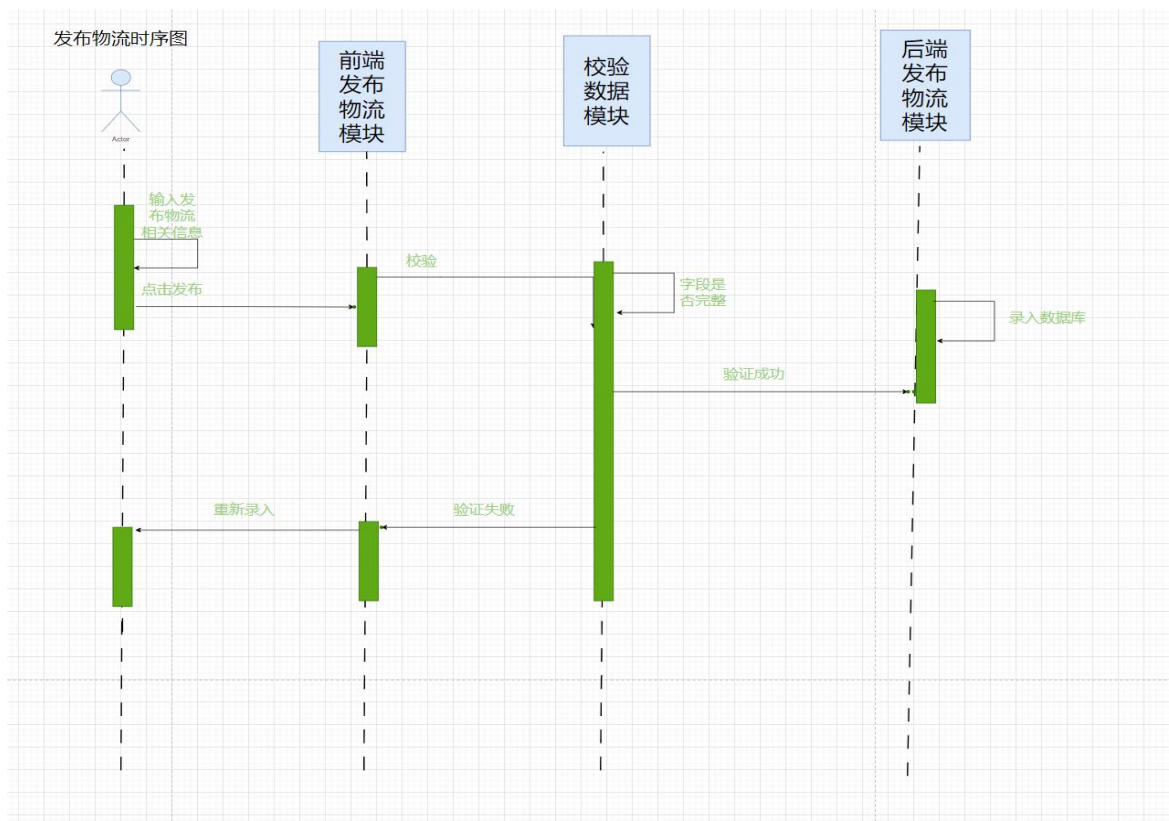 发布物流时序图
Actor
前端
发布
物流
模块
校验
数据
模块
后端
发布
物流
模块
输入发
布物流
相关信息
点击发布
校验
字段是
否完整
录入数据库
验证成功
重新录入
验证失败